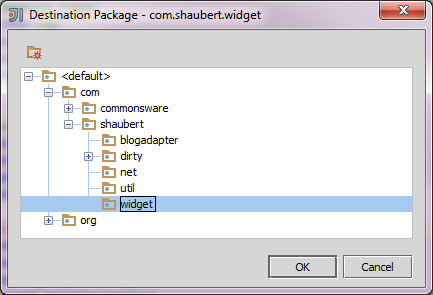 Destination Package - com.shaubert.widget
<default>
com
commonsware
shaubert
blogadapter
dirty
net
util
widget
org
OK Cancel